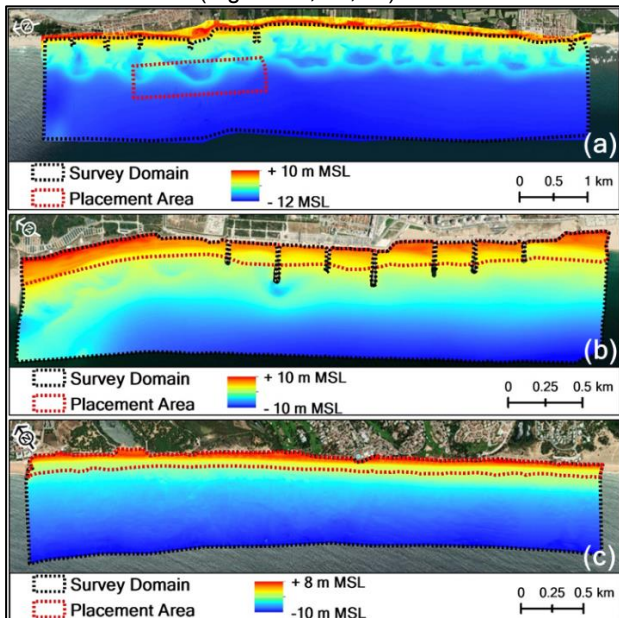 (a)
Survey Domain
Placement Area
+ 10 m MSL
- 12 MSL
0 0.5 1 km
(b)
Survey Domain
Placement Area
+ 10 m MSL
- 10 m MSL
0 0.25 0.5 km
(c)
Survey Domain
Placement Area
+ 8 m MSL
-10 m MSL
0 0.25 0.5 km